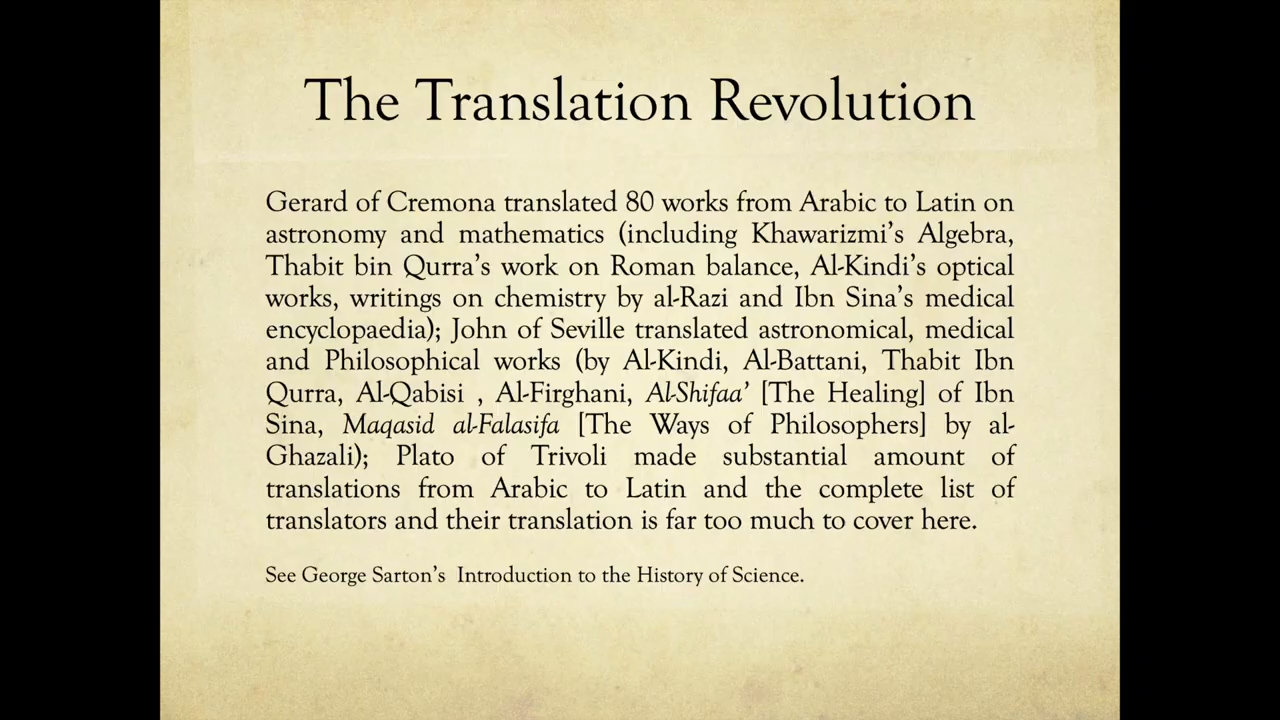 The Translation Revolution
Gerard of Cremona translated 80 works from Arabic to Latin on
astronomy and mathematics (including Khawarizmi's Algebra,
Thabit bin Qurra's work on Roman balance, Al-Kindi's optical
works, writings on chemistry by al-Razi and Ibn Sina's medical
encyclopaedia); John of Seville translated astronomical, medical
and Philosophical works (by Al-Kindi, Al-Battani, Thabit Ibn
Qurra, Al-Qabisi , Al-Firghani, Al-Shifaa' [The Healing] of Ibn
Sina, Maqasid al-Falasifa [The Ways of Philosophers] by al-
Ghazali); Plato of Trivoli made substantial amount of
translations from Arabic to Latin and the complete list of
translators and their translation is far too much to cover here.
See George Sarton's  Introduction to the History of Science.